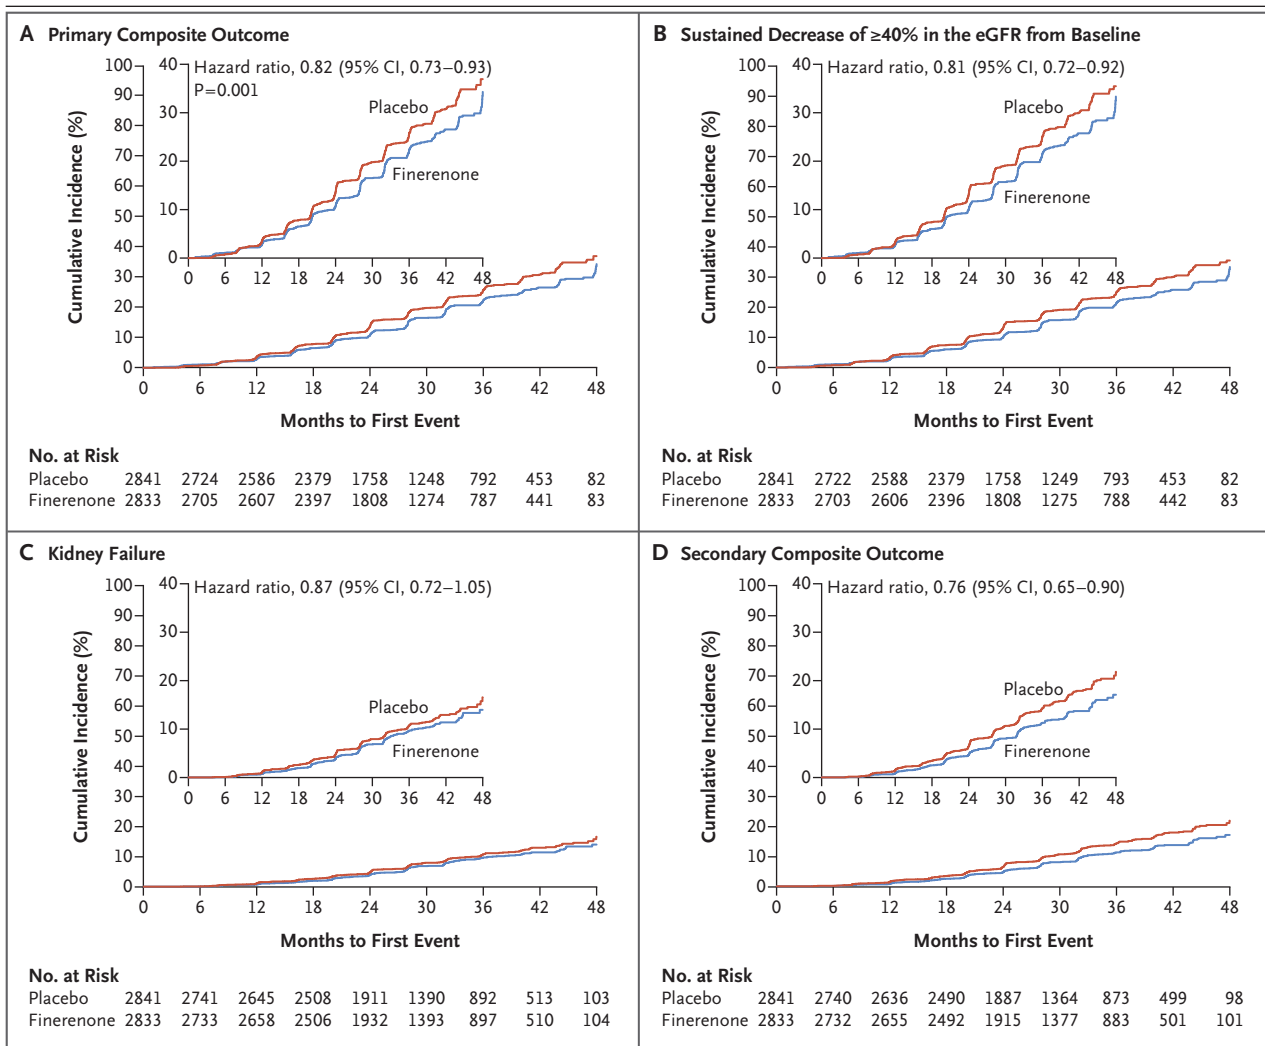 A Primary Composite Outcome
Cumulative Incidence (%)
100
90
80
70
60
50
40
30
20
10
0
40
30
20
10
0
Hazard ratio, 0.82 (95% CI, 0.73–0.93)
P=0.001
Placebo
Finerenone
0 6 12 18 24 30 36 42 48
0 6 12 18 24 30 36 42 48
Months to First Event
No. at Risk
Placebo 2841 2724 2586 2379 1758 1248 792 453 82
Finerenone 2833 2705 2607 2397 1808 1274 787 441 83
B Sustained Decrease of ≥40% in the eGFR from Baseline
Cumulative Incidence (%)
100
90
80
70
60
50
40
30
20
10
0
40
30
20
10
0
Hazard ratio, 0.81 (95% CI, 0.72–0.92)
Placebo
Finerenone
0 6 12 18 24 30 36 42 48
0 6 12 18 24 30 36 42 48
Months to First Event
No. at Risk
Placebo 2841 2722 2588 2379 1758 1249 793 453 82
Finerenone 2833 2703 2606 2396 1808 1275 788 442 83
C Kidney Failure
Cumulative Incidence (%)
100
90
80
70
60
50
40
30
20
10
0
40
30
20
10
0
Hazard ratio, 0.87 (95% CI, 0.72–1.05)
Placebo
Finerenone
0 6 12 18 24 30 36 42 48
0 6 12 18 24 30 36 42 48
Months to First Event
No. at Risk
Placebo 2841 2741 2645 2508 1911 1390 892 513 103
Finerenone 2833 2733 2658 2506 1932 1393 897 510 104
D Secondary Composite Outcome
Cumulative Incidence (%)
100
90
80
70
60
50
40
30
20
10
0
40
30
20
10
0
Hazard ratio, 0.76 (95% CI, 0.65–0.90)
Placebo
Finerenone
0 6 12 18 24 30 36 42 48
0 6 12 18 24 30 36 42 48
Months to First Event
No. at Risk
Placebo 2841 2740 2636 2490 1887 1364 873 499 98
Finerenone 2833 2732 2655 2492 1915 1377 883 501 101